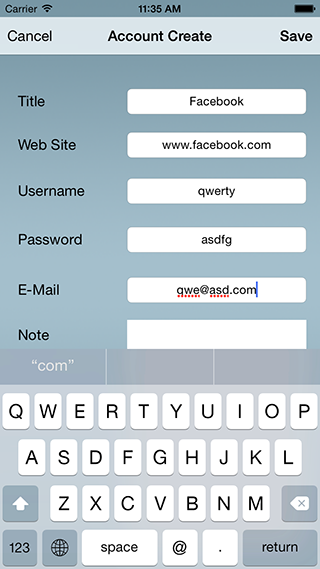 Carrier 11:35 AM
Cancel Account Create Save
Title Facebook
Web Site www.facebook.com
Username qwerty
Password asdfg
E-Mail qwe@asd.com
Note
“com”
Q W E R T Y U I O P
A S D F G H J K L
Z X C V B N M
123 space @ . return